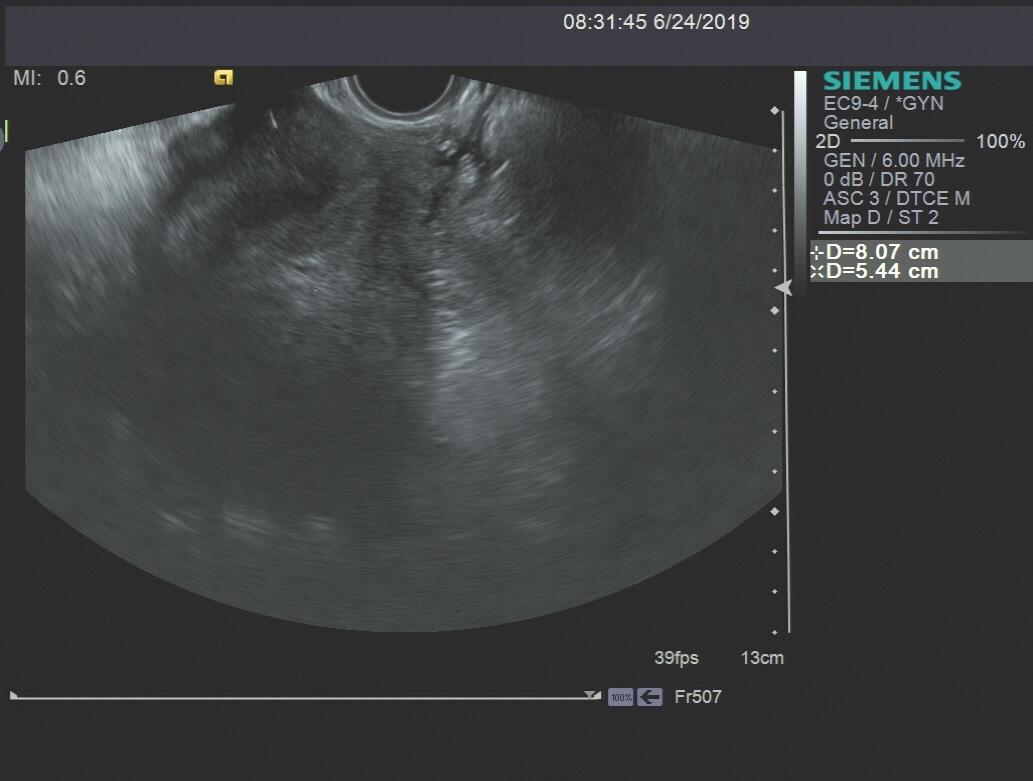 08:31:45 6/24/2019
MI: 0.6
SIEMENS
EC9-4 / *GYN
General
2D 100%
GEN / 6.00 MHz
0 dB / DR 70
ASC 3 / DTCE M
Map D / ST 2
D=8.07 cm
D=5.44 cm
39fps 13cm
100% Fr507